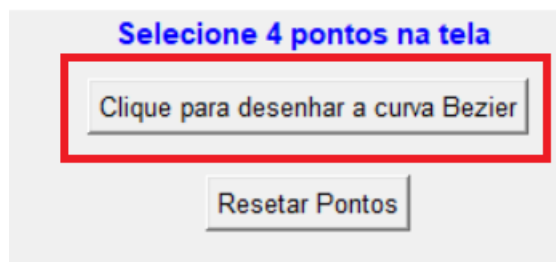 Selecione 4 pontos na tela
Clique para desenhar a curva Bezier
Resetar Pontos